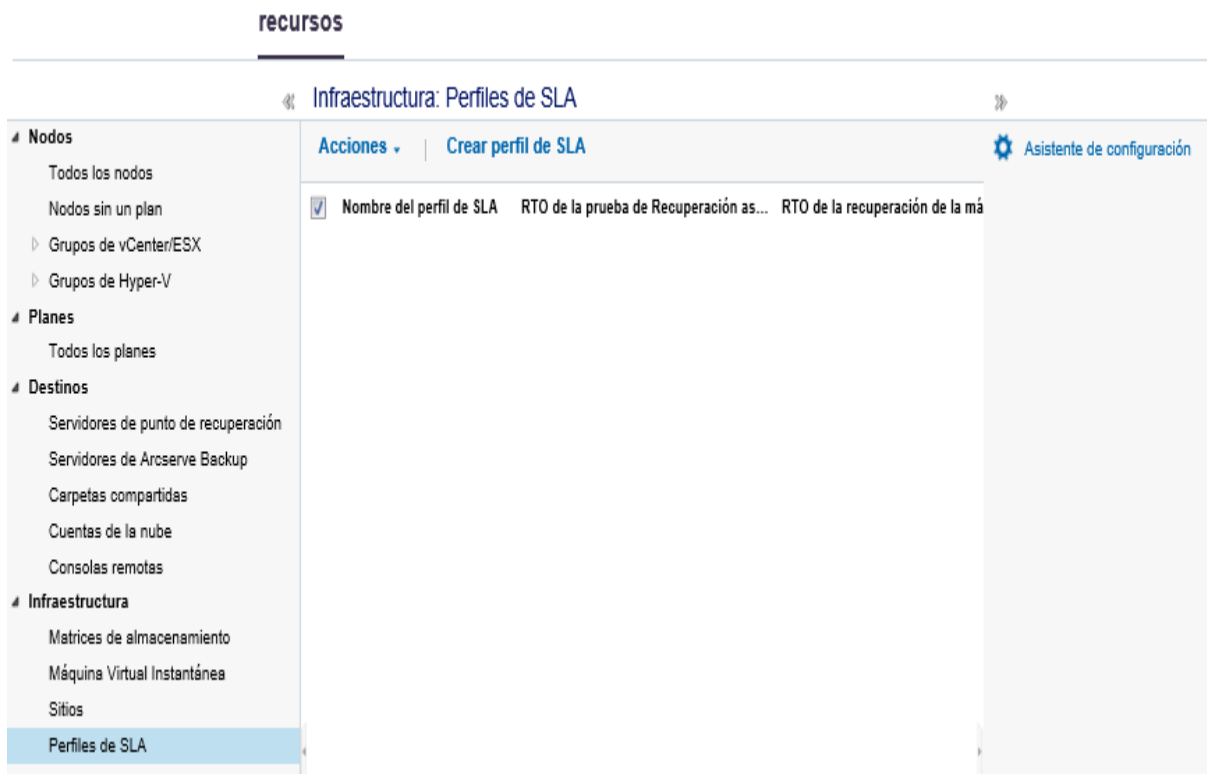 recursos
Infraestructura: Perfiles de SLA
Nodos
Todos los nodos
Nodos sin un plan
Grupos de vCenter/ESX
Grupos de Hyper-V
Planes
Todos los planes
Destinos
Servidores de punto de recuperación
Servidores de Arcserve Backup
Carpetas compartidas
Cuentas de la nube
Consolas remotas
Infraestructura
Matrices de almacenamiento
Máquina Virtual Instantánea
Sitios
Perfiles de SLA
Acciones | Crear perfil de SLA
Nombre del perfil de SLA RTO de la prueba de Recuperación as... RTO de la recuperación de la má
Asistente de configuración